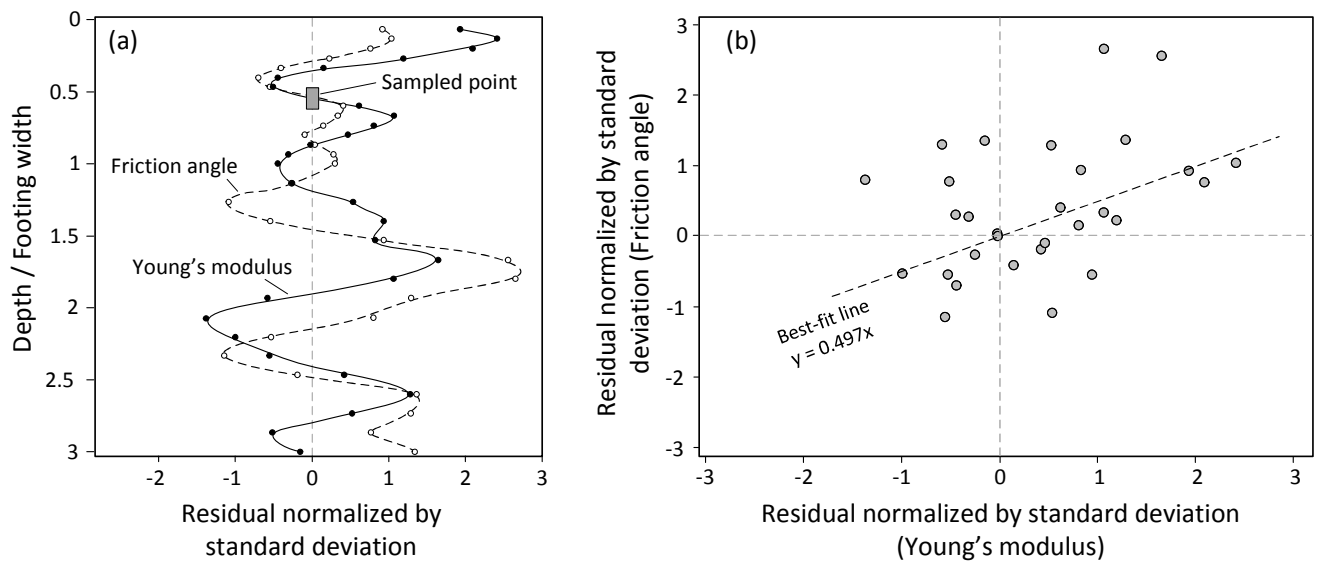 (a)
0
0.5
1
1.5
2
2.5
3
Depth / Footing width
Sampled point
Friction angle
Young’s modulus
-2
-1
0
1
2
3
Residual normalized by
standard deviation
(b)
3
2
1
0
-1
-2
-3
Residual normalized by standard
deviation (Friction angle)
Best-fit line
y = 0.497x
-3
-2
-1
0
1
2
3
Residual normalized by standard deviation
(Young’s modulus)